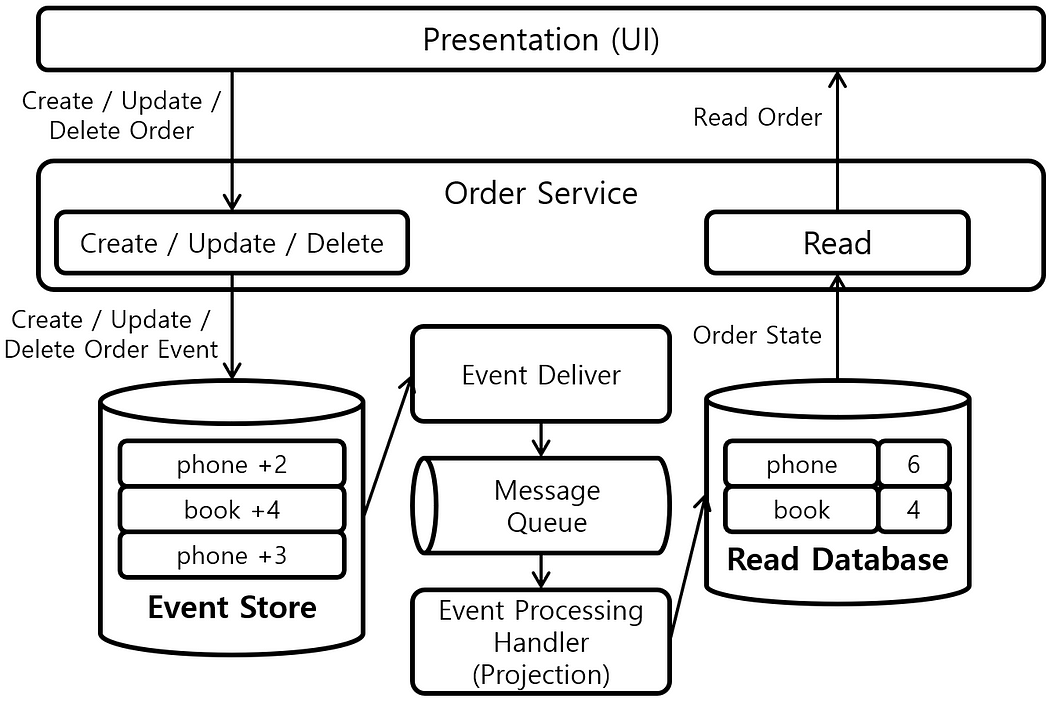 Presentation (UI)
Create / Update /
Delete Order
Read Order
Order Service
Create / Update / Delete
Read
Create / Update /
Delete Order Event
Order State
Event Deliver
phone +2
book +4
phone +3
Event Store
Message
Queue
Event Processing
Handler
(Projection)
phone 6
book 4
Read Database